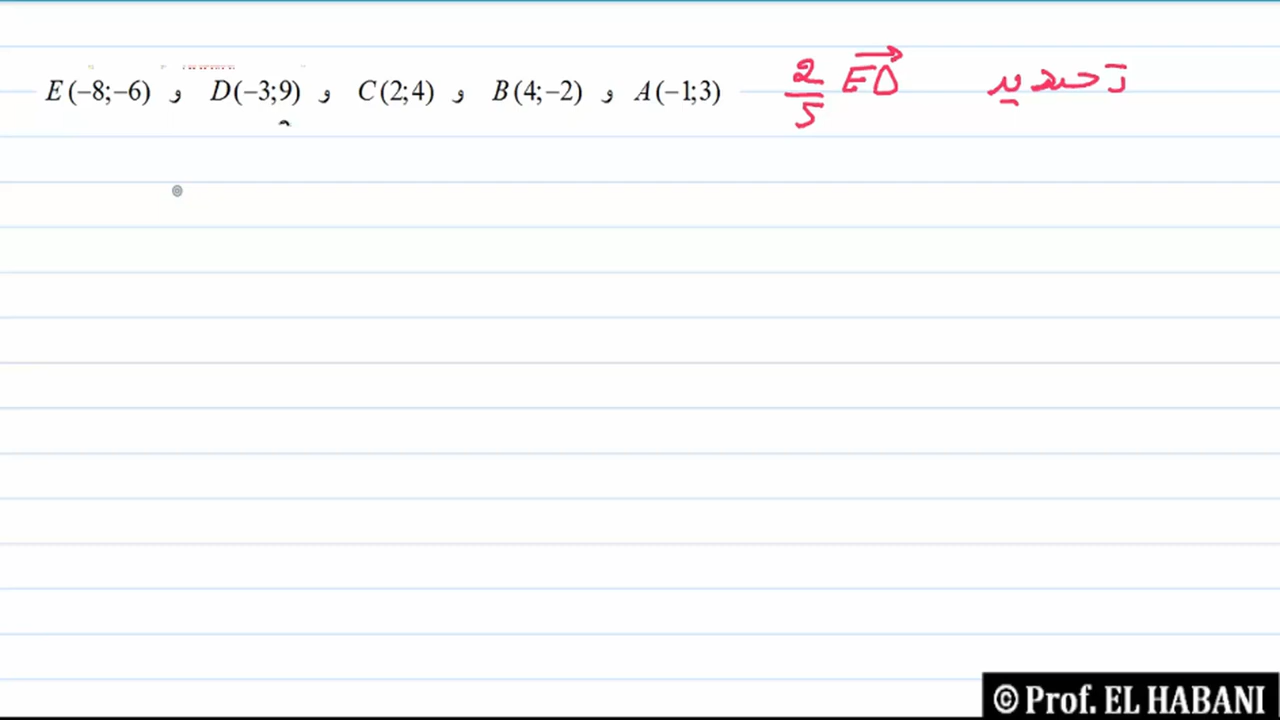 تحديد 2/5 ED
A(−1;3) و B(4;−2) و C(2;4) و D(−3;9) و E(−8;−6)
© Prof. EL HABANI